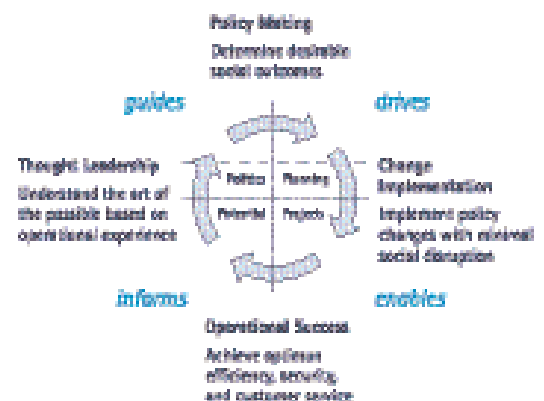 Policy Making
Determine desirable
social outcomes
guides
drives
Thought Leadership
Understand the art of
the possible based on
operational experience
Politics
Planning
Potential
Projects
Change
Implementation
Implement policy
changes with minimal
social disruption
informs
enables
Operational Success
Achieve optimum
efficiency, security,
and customer service